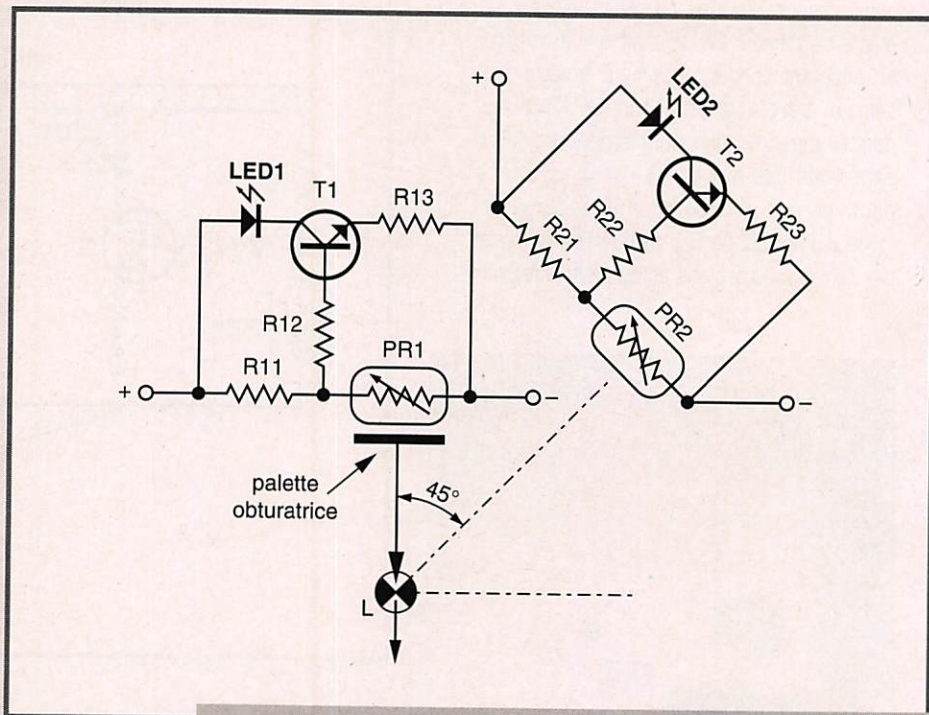 +
LED2
T2
LED1
T1
R13
R21
R22
R23
R12
PR2
R11
PR1
+
–
–
palette
obturatrice
45°
L